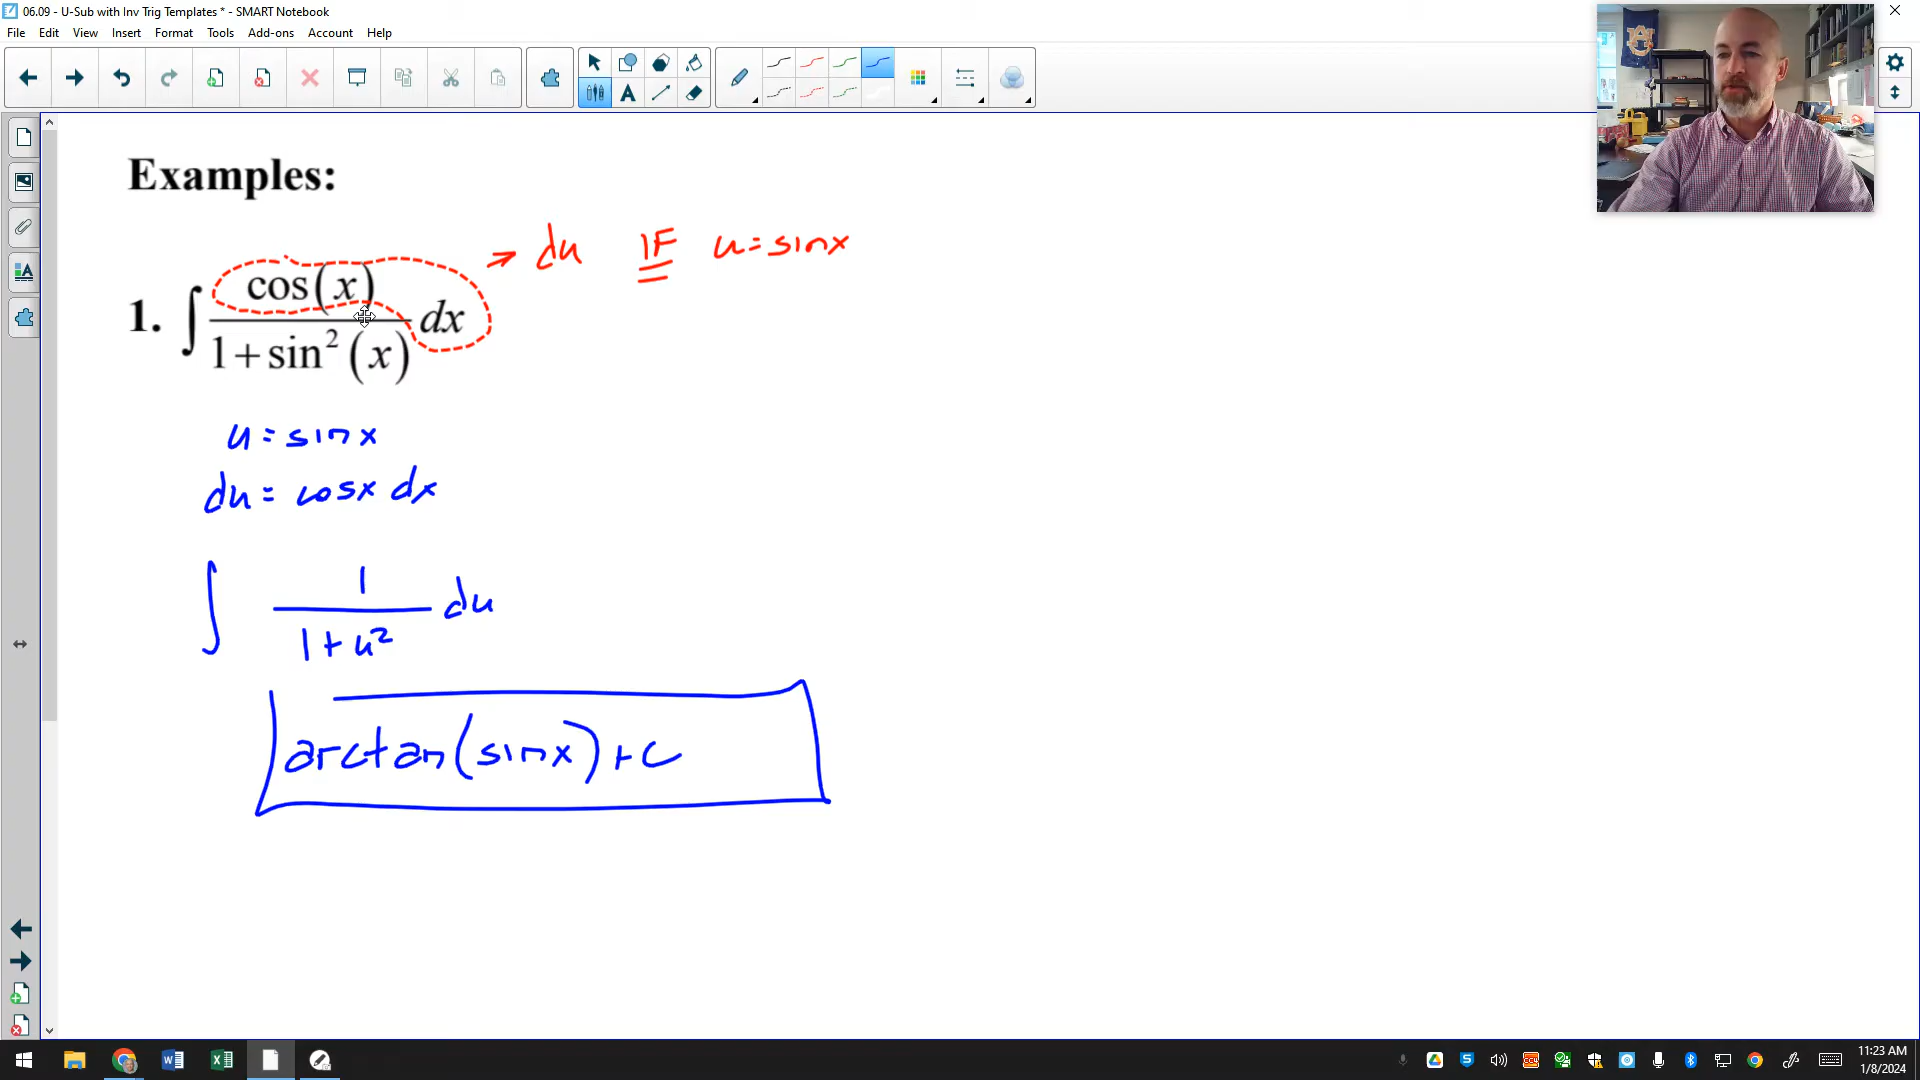 06.09 - U-Sub with Inv Trig Templates * - SMART Notebook
File Edit View Insert Format Tools Add-ons Account Help
Examples:
1. ∫ cos(x) / (1+sin²(x)) dx
→ du IF u=sinx
u = sinx
du = cosx dx
∫ 1 / (1+u²) du
arctan(sinx)+c
11:23 AM
1/8/2024